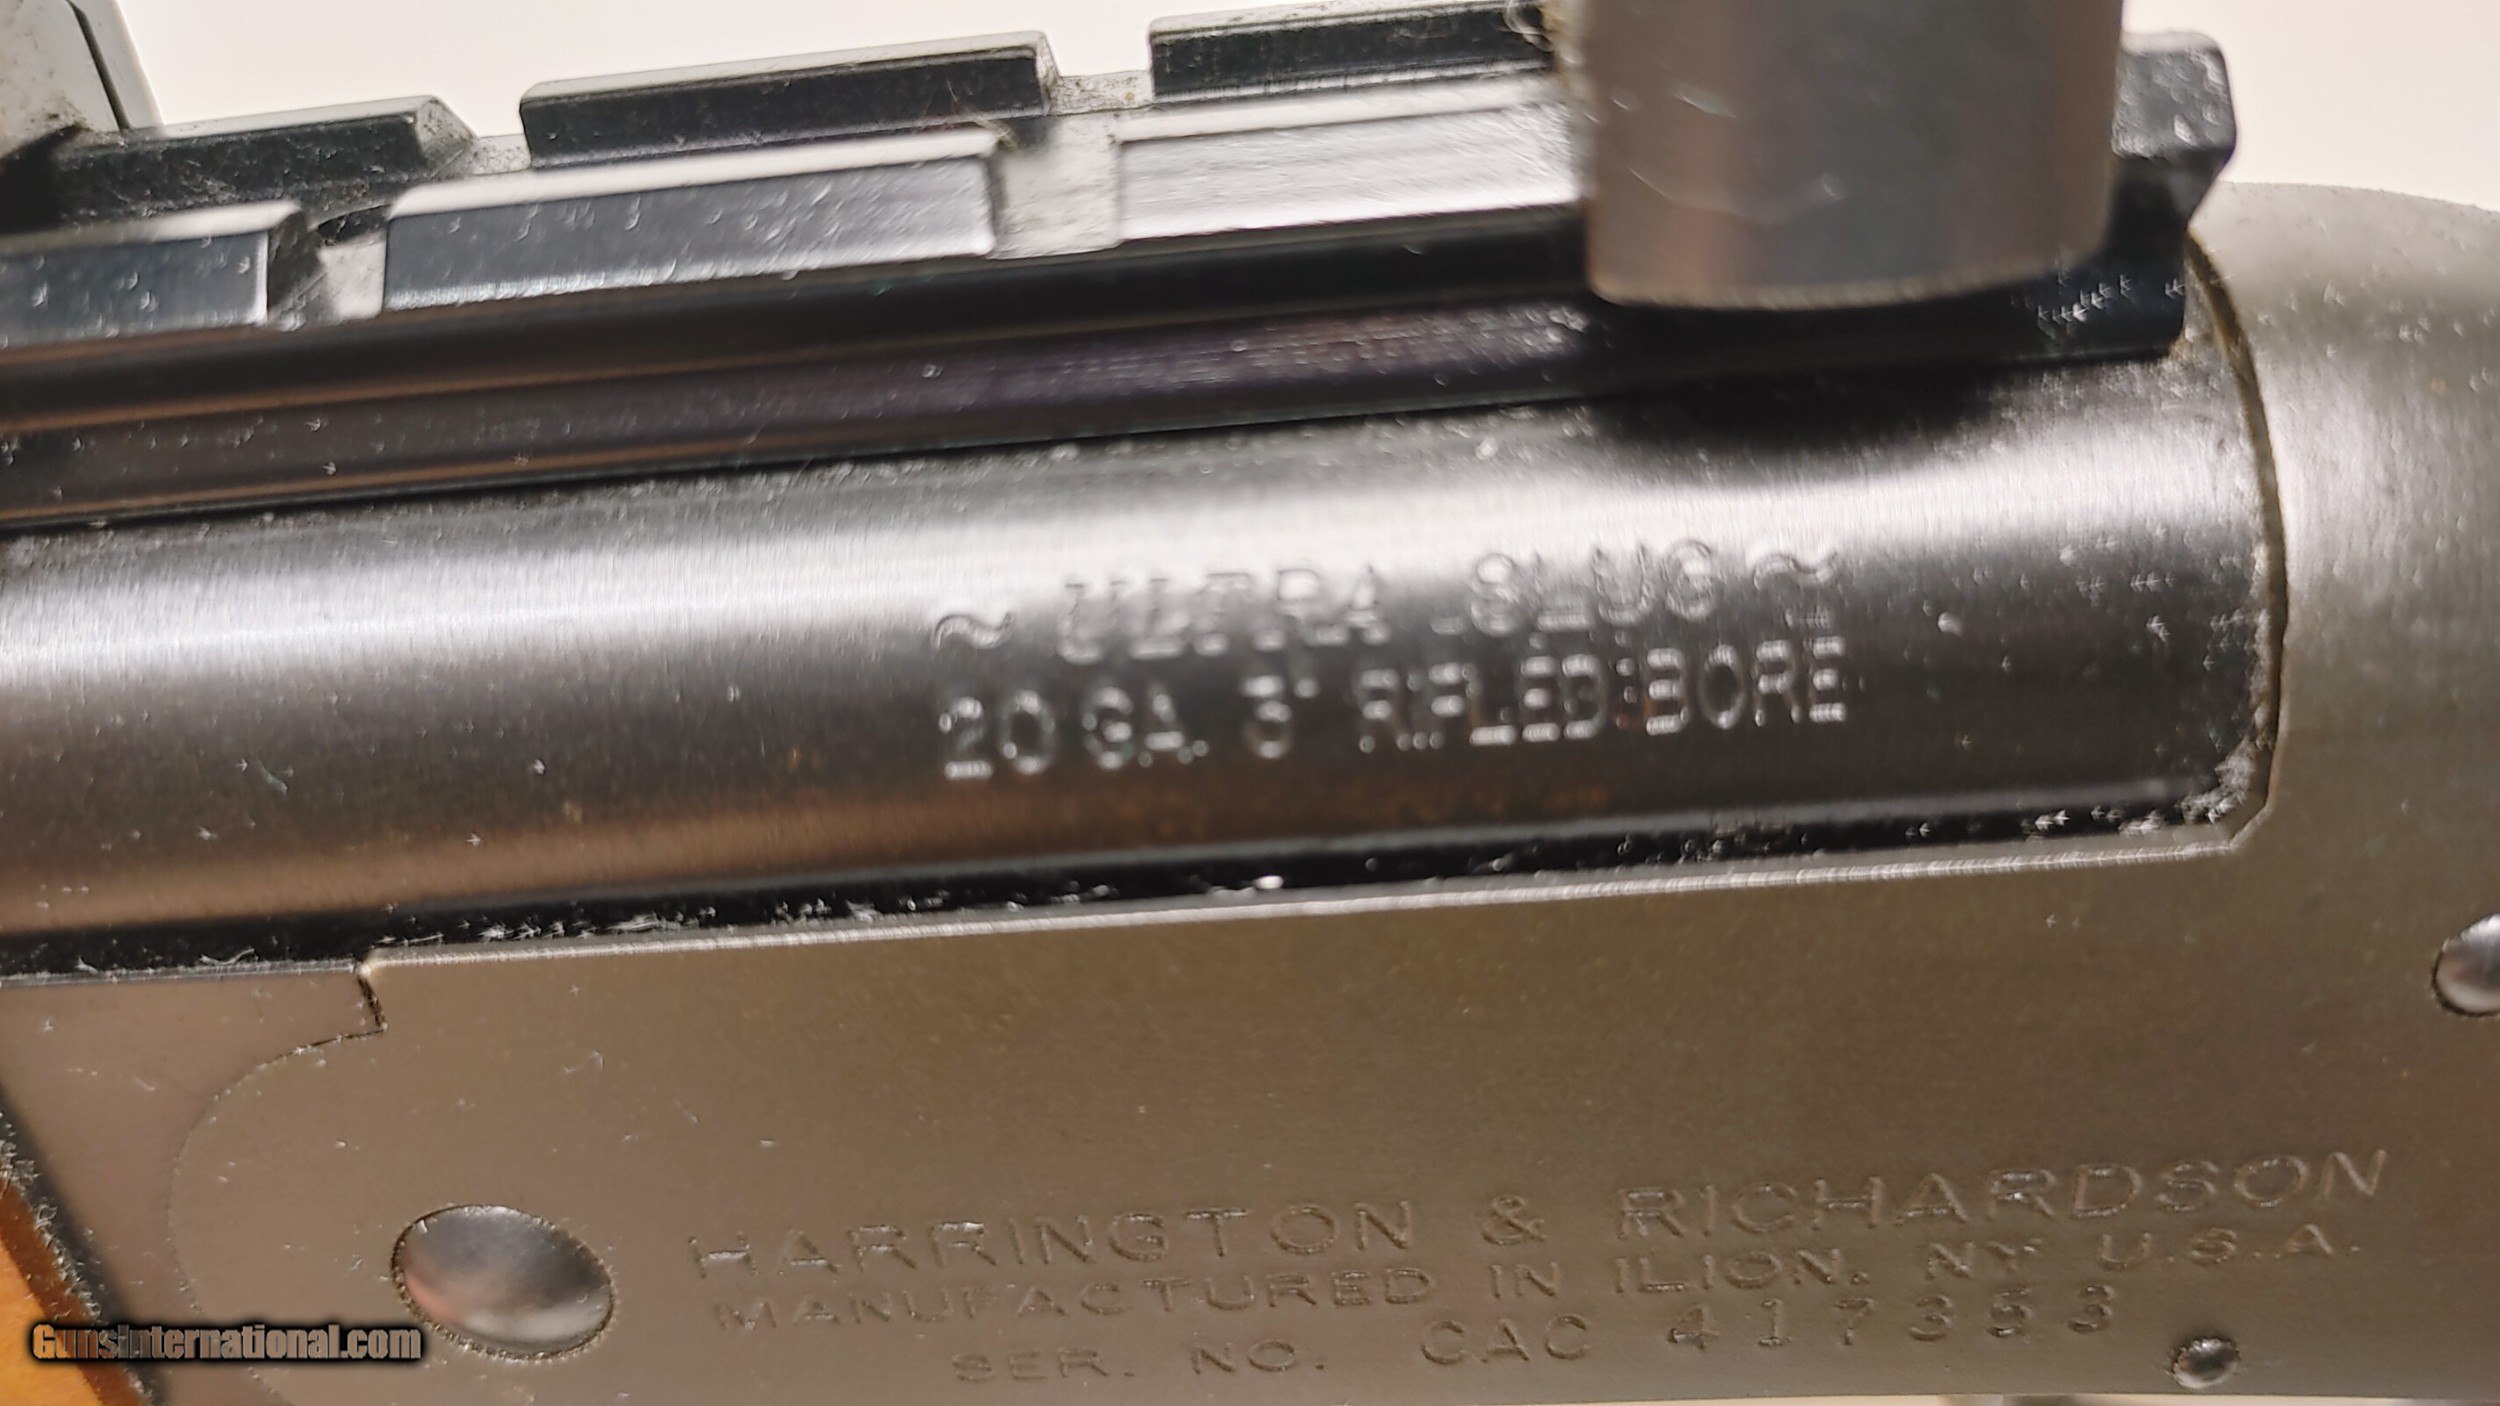 ~ ULTRA SLUG ~
20 GA. 3" RIFLED BORE
HARRINGTON & RICHARDSON
MANUFACTURED IN ILION, NY U.S.A.
SER. NO. CAC 417353
GunsInternational.com